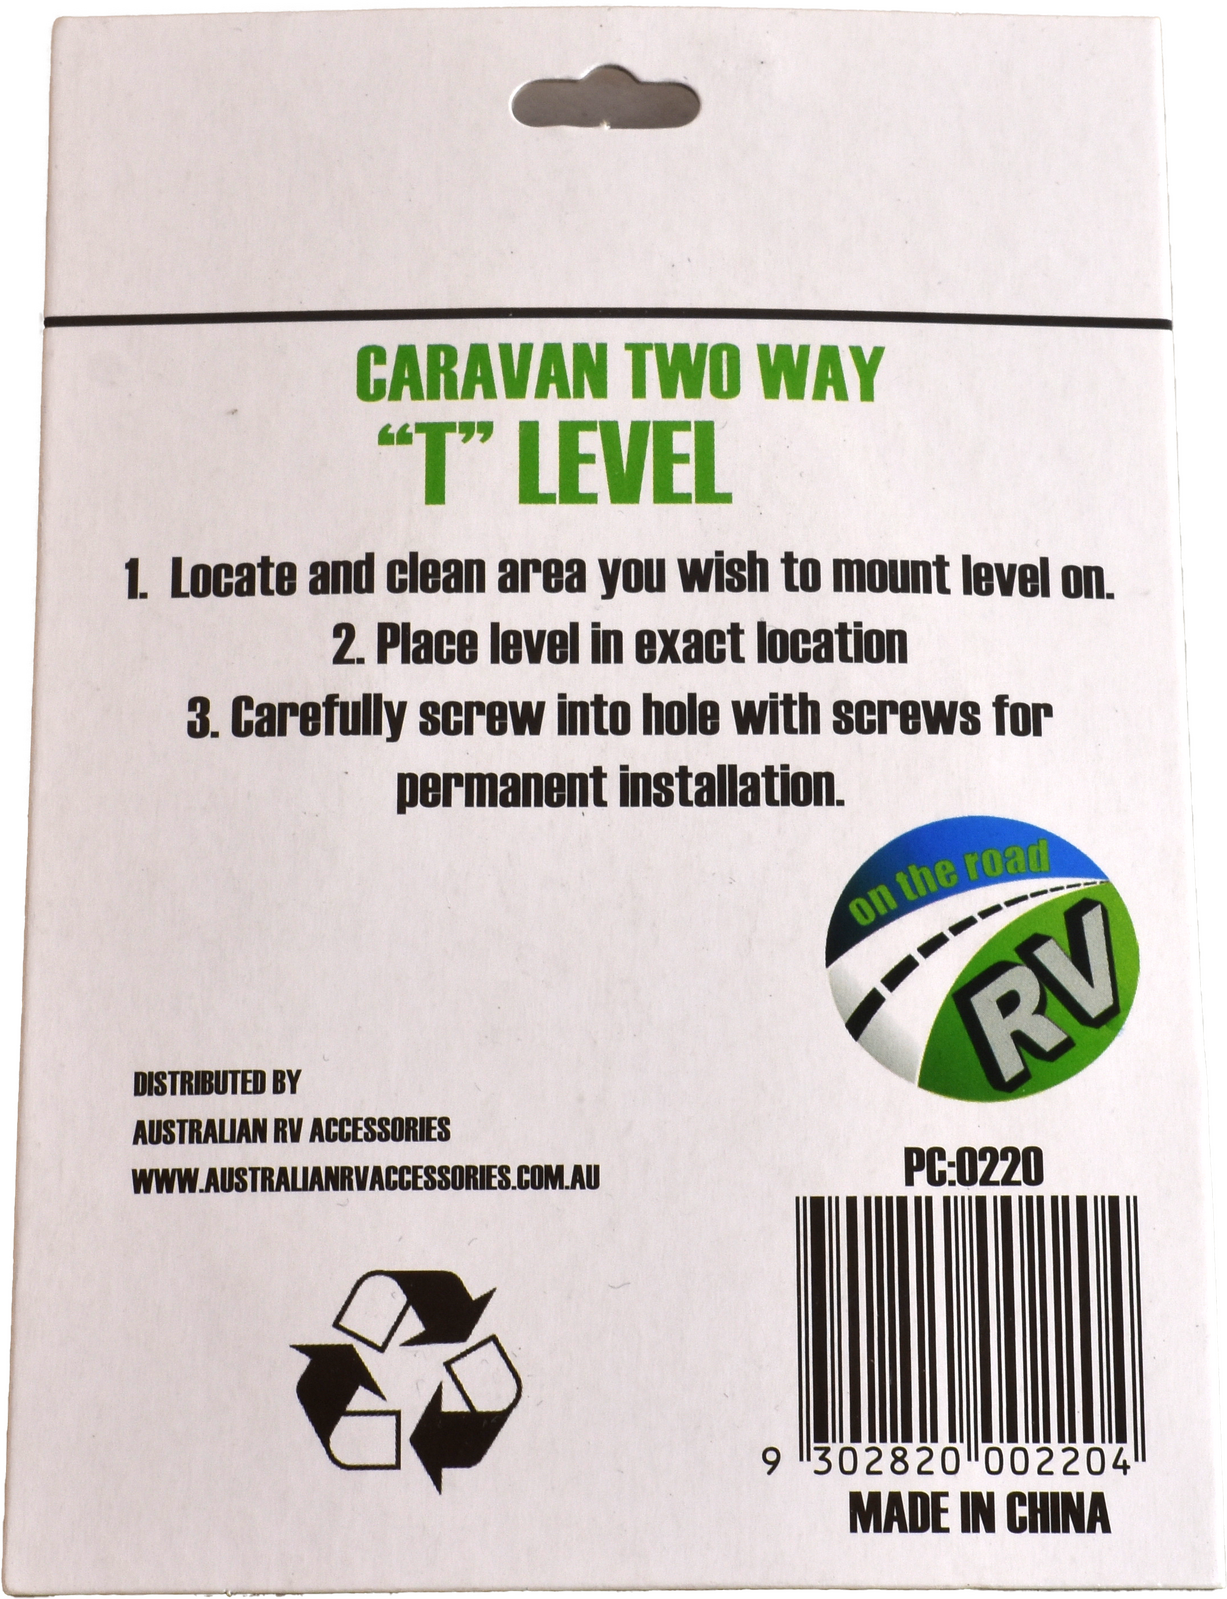 CARAVAN TWO WAY
“T” LEVEL
1. Locate and clean area you wish to mount level on.
2. Place level in exact location
3. Carefully screw into hole with screws for
permanent installation.
on the road
RV
DISTRIBUTED BY
AUSTRALIAN RV ACCESSORIES
WWW.AUSTRALIANRVACCESSORIES.COM.AU
PC:0220
9 302820 002204
MADE IN CHINA